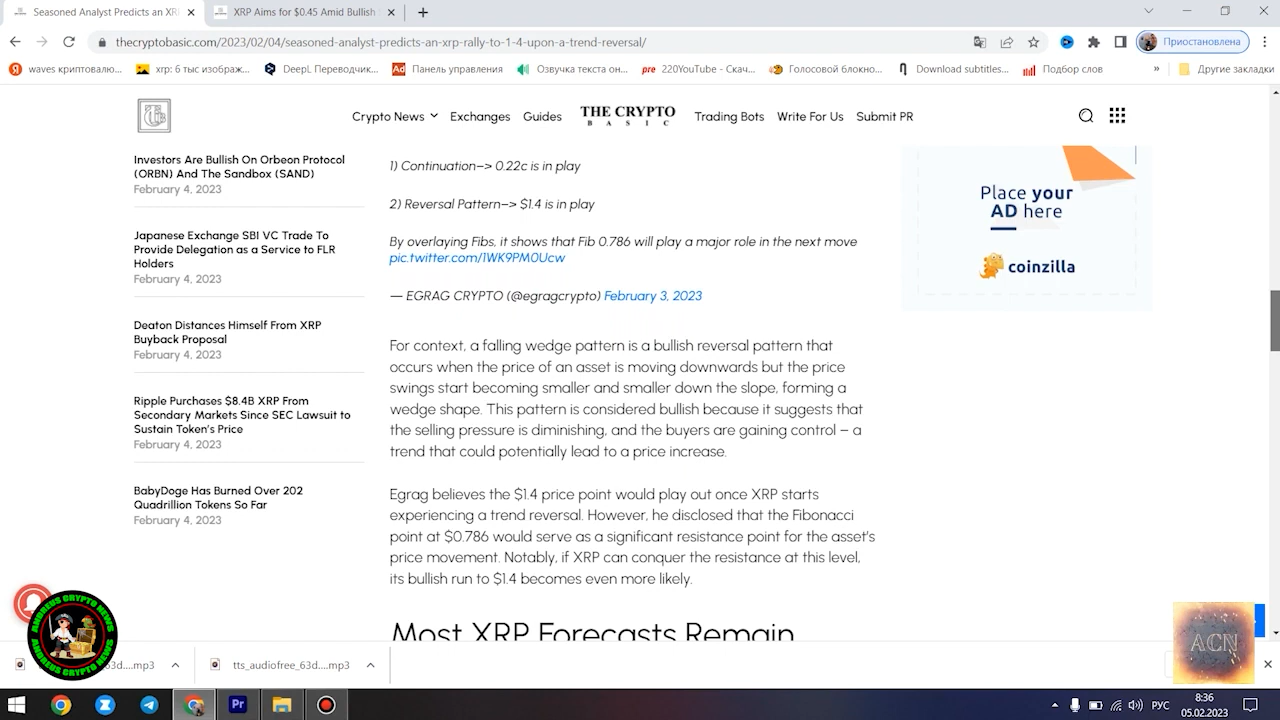 Seasoned Analyst Predicts an XR
XRP Aims for $0.45 Amid Bullish
thecryptobasic.com/2023/02/04/seasoned-analyst-predicts-an-xrp-rally-to-1-4-upon-a-trend-reversal/
Приостановлена
waves криптовалю...
xrp: 6 тыс изображ...
DeepL Переводчик...
Ad Панель управления
Озвучка текста он...
pre 220YouTube - Скач...
Голосовой блокно...
Download subtitles...
Подбор слов
»
Другие закладки
Crypto News
Exchanges
Guides
THE CRYPTO
BASIC
Trading Bots
Write For Us
Submit PR
Investors Are Bullish On Orbeon Protocol
(ORBN) And The Sandbox (SAND)
February 4, 2023
Japanese Exchange SBI VC Trade To
Provide Delegation as a Service to FLR
Holders
February 4, 2023
Deaton Distances Himself From XRP
Buyback Proposal
February 4, 2023
Ripple Purchases $8.4B XRP From
Secondary Markets Since SEC Lawsuit to
Sustain Token's Price
February 4, 2023
BabyDoge Has Burned Over 202
Quadrillion Tokens So Far
February 4, 2023
1) Continuation–> 0.22c is in play
2) Reversal Pattern–> $1.4 is in play
By overlaying Fibs, it shows that Fib 0.786 will play a major role in the next move
pic.twitter.com/1WK9PM0Ucw
— EGRAG CRYPTO (@egragcrypto) February 3, 2023
For context, a falling wedge pattern is a bullish reversal pattern that
occurs when the price of an asset is moving downwards but the price
swings start becoming smaller and smaller down the slope, forming a
wedge shape. This pattern is considered bullish because it suggests that
the selling pressure is diminishing, and the buyers are gaining control – a
trend that could potentially lead to a price increase.
Egrag believes the $1.4 price point would play out once XRP starts
experiencing a trend reversal. However, he disclosed that the Fibonacci
point at $0.786 would serve as a significant resistance point for the asset's
price movement. Notably, if XRP can conquer the resistance at this level,
its bullish run to $1.4 becomes even more likely.
Most XRP Forecasts Remain
Place your
AD here
coinzilla
ANDREUS CRYPTO NEWS
ANDREUS CRYPTO NEWS
ACN
63d....mp3
tts_audiofree_63d....mp3
Pr
РУС
8:36
05.02.2023